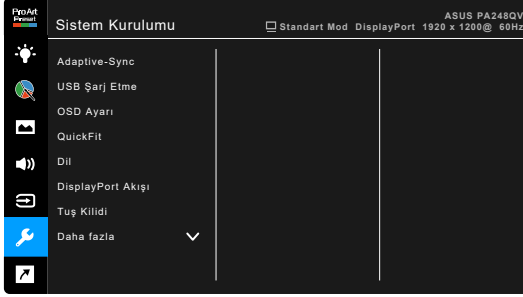 ProArt
Preset
Sistem Kurulumu
ASUS PA248QV
Standart Mod DisplayPort 1920 x 1200@ 60Hz
Adaptive-Sync
USB Şarj Etme
OSD Ayarı
QuickFit
Dil
DisplayPort Akışı
Tuş Kilidi
Daha fazla